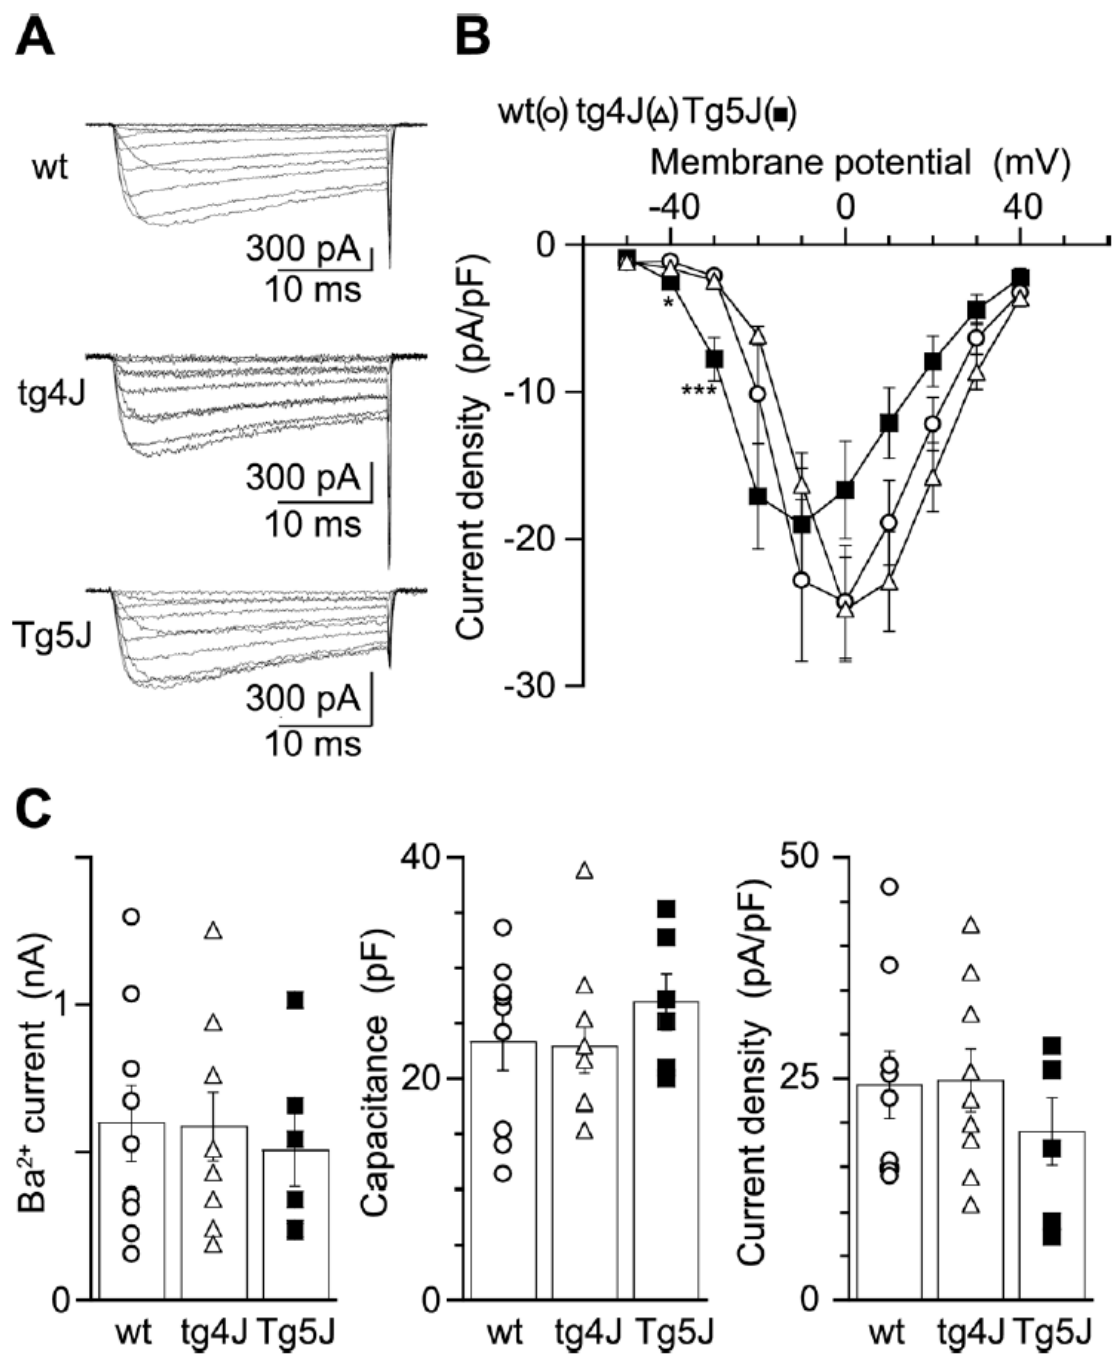 A
wt
300 pA
10 ms
tg4J
300 pA
10 ms
Tg5J
300 pA
10 ms
B
wt(○) tg4J(△) Tg5J(■)
Membrane potential (mV)
-40 0 40
0
-10
-20
-30
Current density (pA/pF)
*
***
C
Ba²⁺ current (nA)
1
0
wt tg4J Tg5J
Capacitance (pF)
40
20
0
wt tg4J Tg5J
Current density (pA/pF)
50
25
0
wt tg4J Tg5J